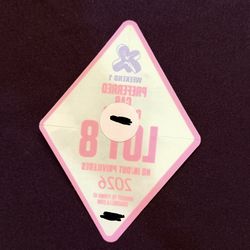 WEEKEND 1
PREFERRED
CAR
LOT 8
NO IN/OUT PRIVILEGES
2026